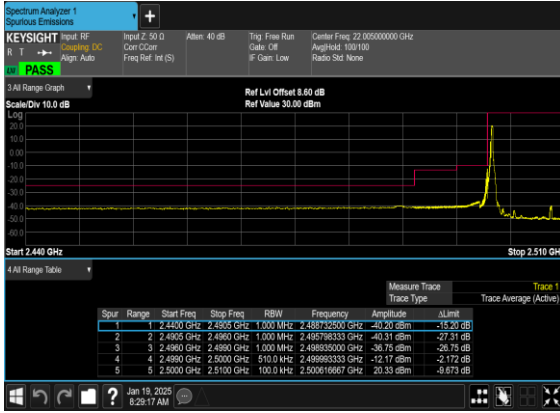 Spectrum Analyzer 1
Spurious Emissions
KEYSIGHT Input: RF Input Z: 50 Ω Atten: 40 dB Trig: Free Run Center Freq: 22.005000000 GHz
R T Coupling: DC Corr CCorr Gate: Off Avg|Hold: 100/100
Align: Auto Freq Ref: Int (S) IF Gain: Low Radio Std: None
PASS
3 All Range Graph
Ref Lvl Offset 8.60 dB
Scale/Div 10.0 dB Ref Value 30.00 dBm
Log
20.0
10.0
0.00
-10.0
-20.0
-30.0
-40.0
-50.0
-60.0
Start 2.440 GHz Stop 2.510 GH
4 All Range Table
Measure Trace Trace 1
Trace Type Trace Average (Active)
Spur Range Start Freq Stop Freq RBW Frequency Amplitude ΔLimit
1 1 2.4400 GHz 2.4905 GHz 1.000 MHz 2.488732500 GHz -40.20 dBm -15.20 dB
2 2 2.4905 GHz 2.4960 GHz 1.000 MHz 2.495798333 GHz -40.31 dBm -27.31 dB
3 3 2.4960 GHz 2.4990 GHz 1.000 MHz 2.498935000 GHz -36.75 dBm -26.75 dB
4 4 2.4990 GHz 2.5000 GHz 510.0 kHz 2.499993333 GHz -12.17 dBm -2.172 dB
5 5 2.5000 GHz 2.5100 GHz 100.0 kHz 2.500616667 GHz 20.33 dBm -9.673 dB
Jan 19, 2025
8:29:17 AM